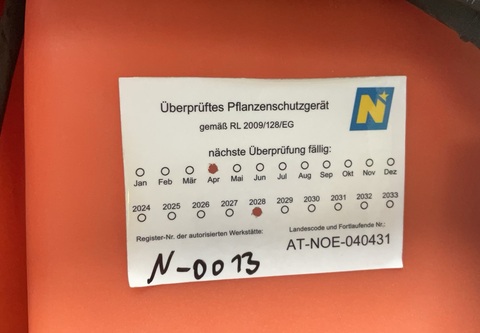 Überprüftes Pflanzenschutzgerät
gemäß RL 2009/128/EG
N
nächste Überprüfung fällig:
Jan Feb Mär Apr Mai Jun Jul Aug Sep Okt Nov Dez
2024 2025 2026 2027 2028 2029 2030 2031 2032 2033
Register-Nr. der autorisierten Werkstätte:
N-0013
Landescode und Fortlaufende Nr.:
AT-NOE-040431